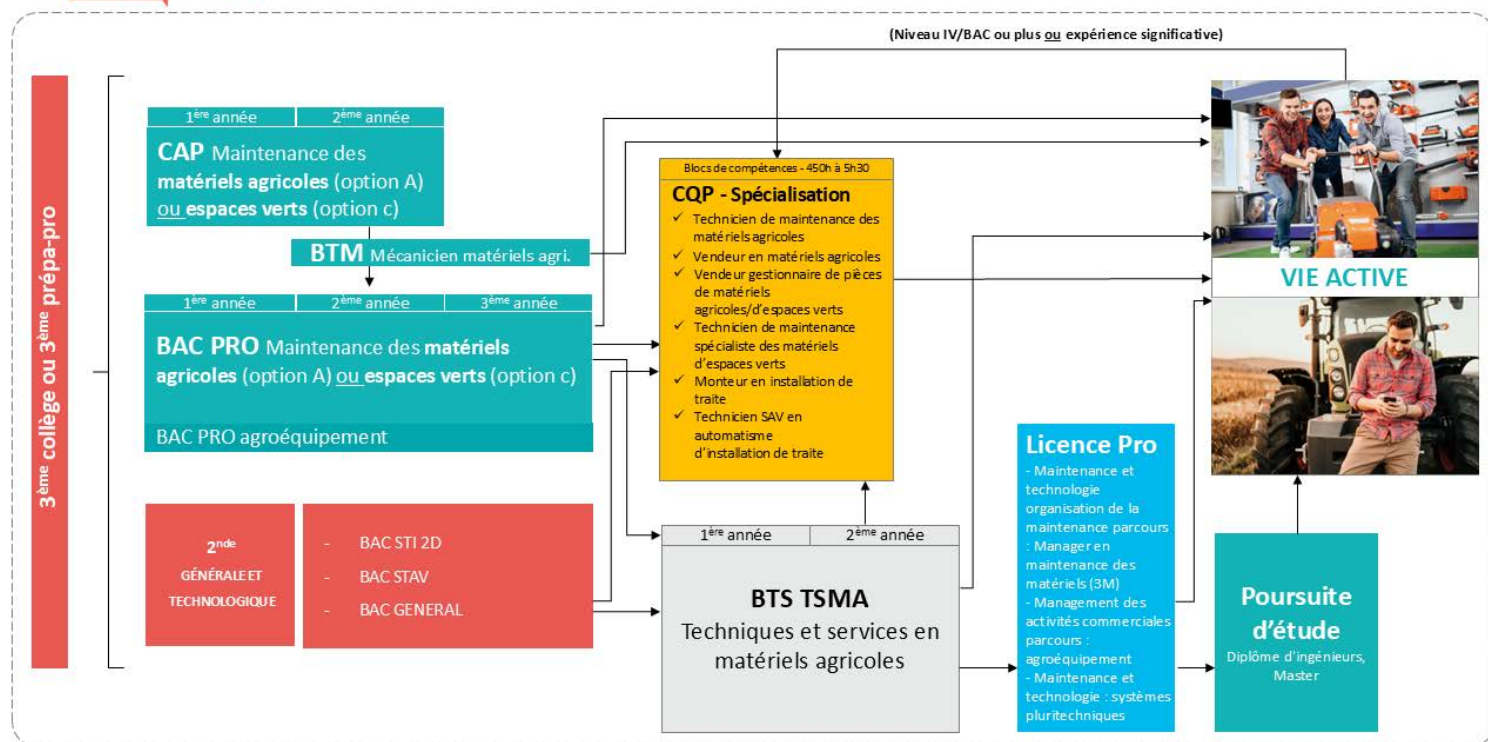 (Niveau IV/BAC ou plus ou expérience significative)
3ème collège ou 3ème prépa-pro
1ère année
2ème année
CAP Maintenance des
matériels agricoles (option A)
ou espaces verts (option c)
BTM Mécanicien matériels agri.
1ère année
2ème année
3ème année
BAC PRO Maintenance des matériels
agricoles (option A) ou espaces verts (option c)
BAC PRO agroéquipement
2nde
GÉNÉRALE ET
TECHNOLOGIQUE
- BAC STI 2D
- BAC STAV
- BAC GENERAL
Blocs de compétences - 450h à 5h30
CQP - Spécialisation
✓ Technicien de maintenance des
matériels agricoles
✓ Vendeur en matériels agricoles
✓ Vendeur gestionnaire de pièces
de matériels
agricoles/d'espaces verts
✓ Technicien de maintenance
spécialiste des matériels
d'espaces verts
✓ Monteur en installation de
traite
✓ Technicien SAV en
automatisme
d'installation de traite
1ère année
2ème année
BTS TSMA
Techniques et services en
matériels agricoles
Licence Pro
- Maintenance et
technologie
organisation de la
maintenance parcours
: Manager en
maintenance des
matériels (3M)
- Management des
activités commerciales
parcours :
agroéquipement
- Maintenance et
technologie : systèmes
pluritechniques
VIE ACTIVE
Poursuite
d'étude
Diplôme d'ingénieurs,
Master